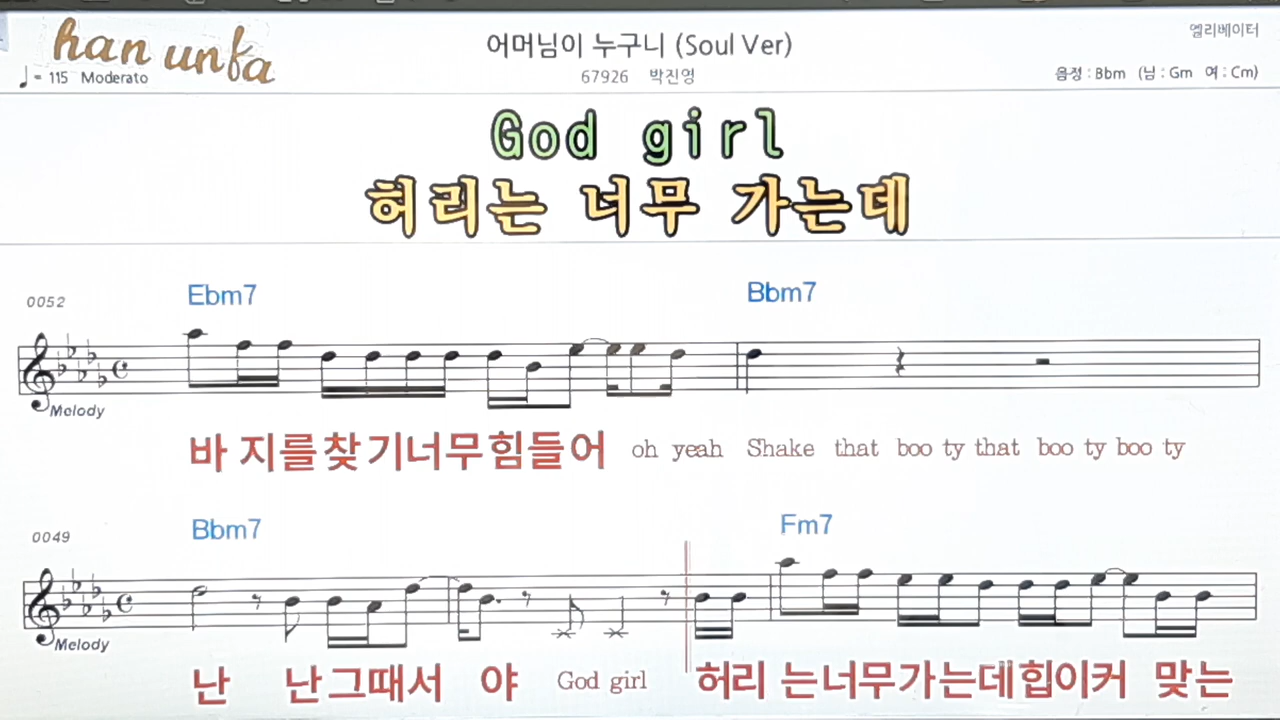 han unfa
♩= 115 Moderato
어머님이 누구니 (Soul Ver)
67926 박진영
엘리베이터
음정 : Bbm (남 : Gm 여 : Cm)
God girl
허리는 너무 가는데
0052
Ebm7
Bbm7
Melody
바 지를찾기너무힘들어 oh yeah Shake that boo ty that boo ty boo ty
0049
Bbm7
Fm7
Melody
난 난그때서 야 God girl 허리 는너무가는데힙이커 맞는